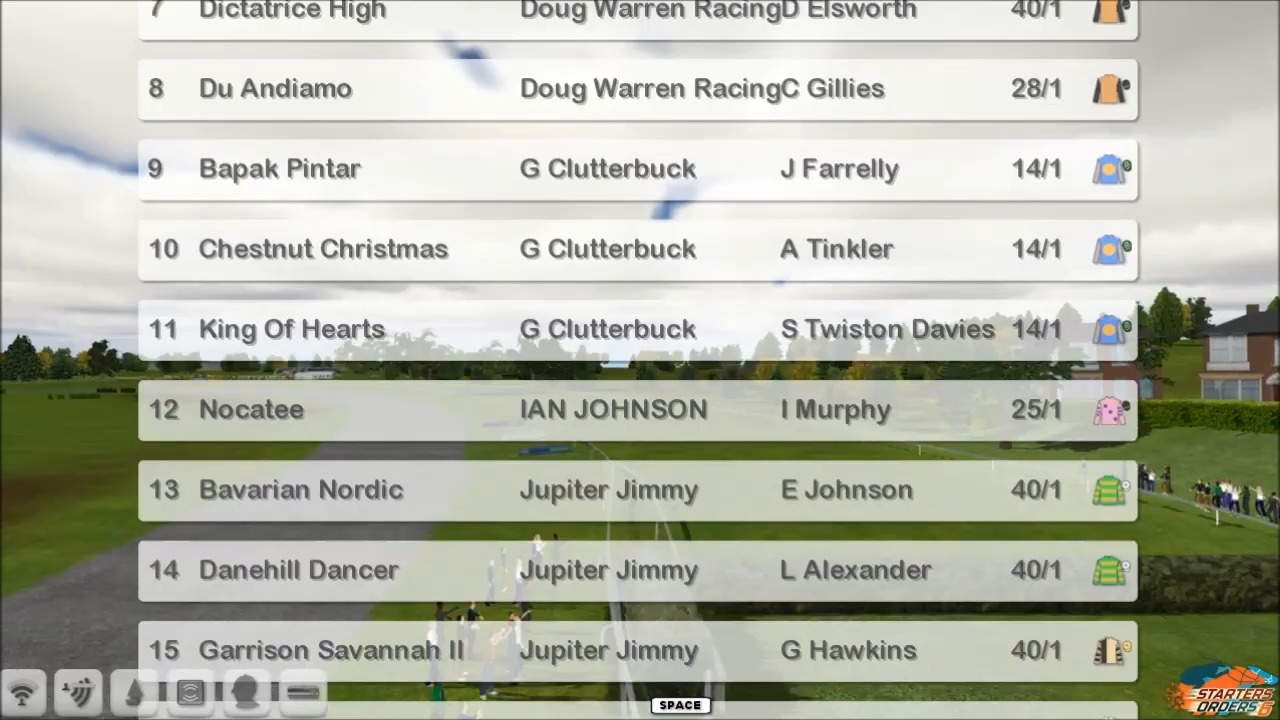 7 Dictatrice High Doug Warren RacingD Elsworth 40/1
8 Du Andiamo Doug Warren RacingC Gillies 28/1
9 Bapak Pintar G Clutterbuck J Farrelly 14/1
10 Chestnut Christmas G Clutterbuck A Tinkler 14/1
11 King Of Hearts G Clutterbuck S Twiston Davies 14/1
12 Nocatee IAN JOHNSON I Murphy 25/1
13 Bavarian Nordic Jupiter Jimmy E Johnson 40/1
14 Danehill Dancer Jupiter Jimmy L Alexander 40/1
15 Garrison Savannah II Jupiter Jimmy G Hawkins 40/1
SPACE
STARTERS
ORDERS 6